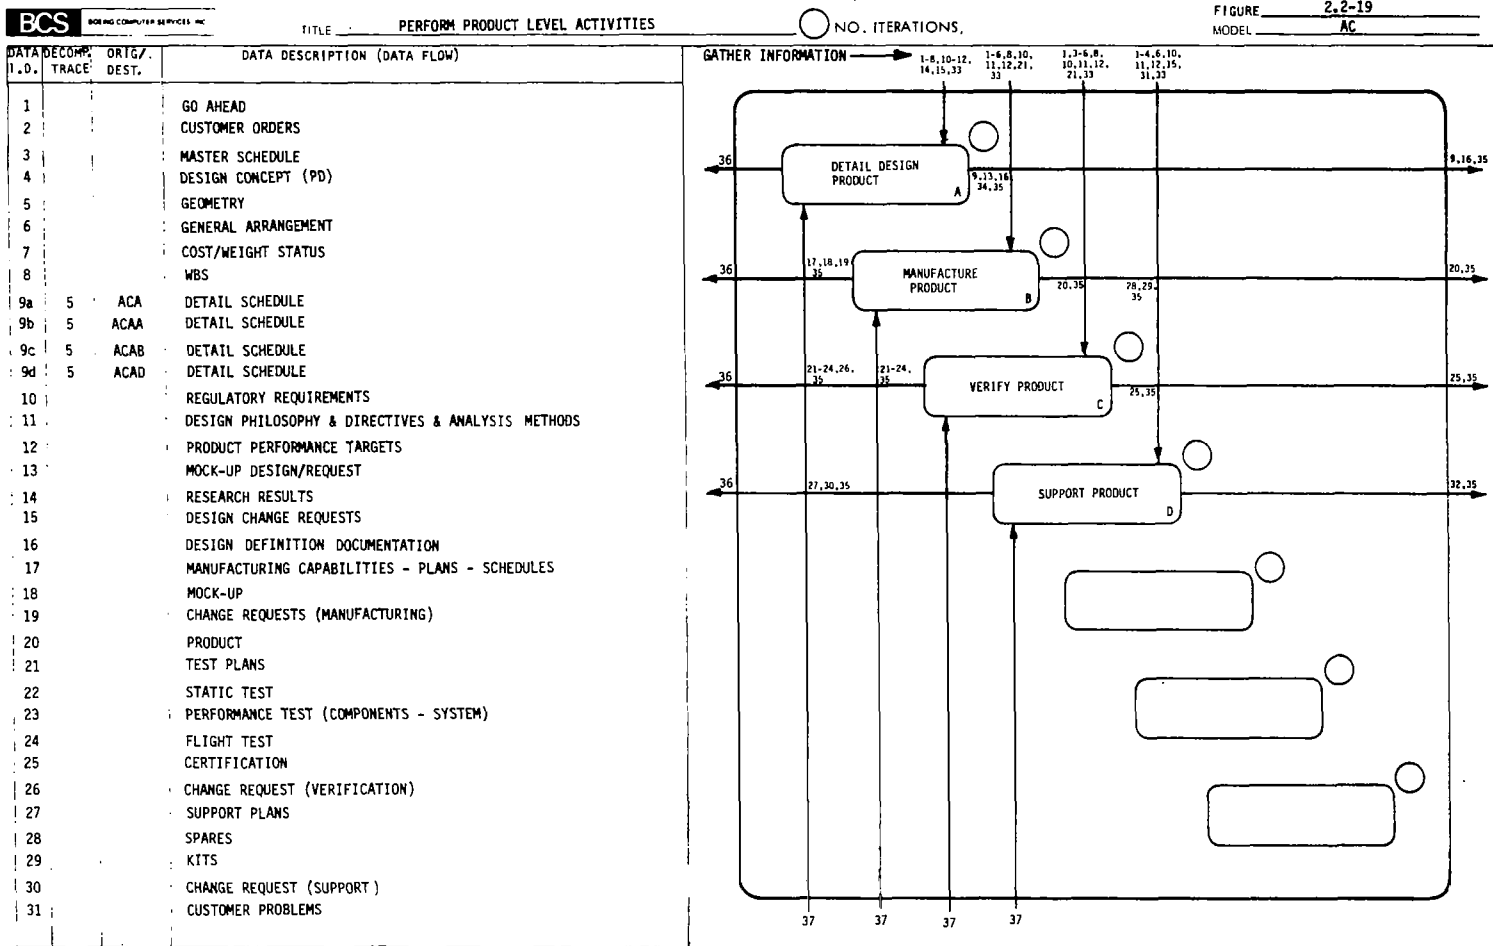 BCS BOEING COMPUTER SERVICES INC
TITLE PERFORM PRODUCT LEVEL ACTIVITIES
NO. ITERATIONS,
FIGURE 2.2-19
MODEL AC
DATA I.D. DECOMP. TRACE ORIG/. DEST. DATA DESCRIPTION (DATA FLOW)
1 GO AHEAD
2 CUSTOMER ORDERS
3 MASTER SCHEDULE
4 DESIGN CONCEPT (PD)
5 GEOMETRY
6 GENERAL ARRANGEMENT
7 COST/WEIGHT STATUS
8 WBS
9a 5 ACA DETAIL SCHEDULE
9b 5 ACAA DETAIL SCHEDULE
9c 5 ACAB DETAIL SCHEDULE
9d 5 ACAD DETAIL SCHEDULE
10 REGULATORY REQUIREMENTS
11 DESIGN PHILOSOPHY & DIRECTIVES & ANALYSIS METHODS
12 PRODUCT PERFORMANCE TARGETS
13 MOCK-UP DESIGN/REQUEST
14 RESEARCH RESULTS
15 DESIGN CHANGE REQUESTS
16 DESIGN DEFINITION DOCUMENTATION
17 MANUFACTURING CAPABILITIES - PLANS - SCHEDULES
18 MOCK-UP
19 CHANGE REQUESTS (MANUFACTURING)
20 PRODUCT
21 TEST PLANS
22 STATIC TEST
23 PERFORMANCE TEST (COMPONENTS - SYSTEM)
24 FLIGHT TEST
25 CERTIFICATION
26 CHANGE REQUEST (VERIFICATION)
27 SUPPORT PLANS
28 SPARES
29 KITS
30 CHANGE REQUEST (SUPPORT)
31 CUSTOMER PROBLEMS
GATHER INFORMATION
1-8,10-12,
14,15,33
1-6,8,10,
11,12,21,
33
1,3-6,8,
10,11,12,
21,33
1-4,6,10,
11,12,15,
31,33
36
DETAIL DESIGN
PRODUCT
A
9,13,16
34,35
9,16,35
36
17,18,19
35
MANUFACTURE
PRODUCT
B
20,35
28,29,
35
20,35
36
21-24,26,
35
21-24,
35
VERIFY PRODUCT
C
25,35
25,35
36
27,30,35
SUPPORT PRODUCT
D
32,35
37 37 37 37